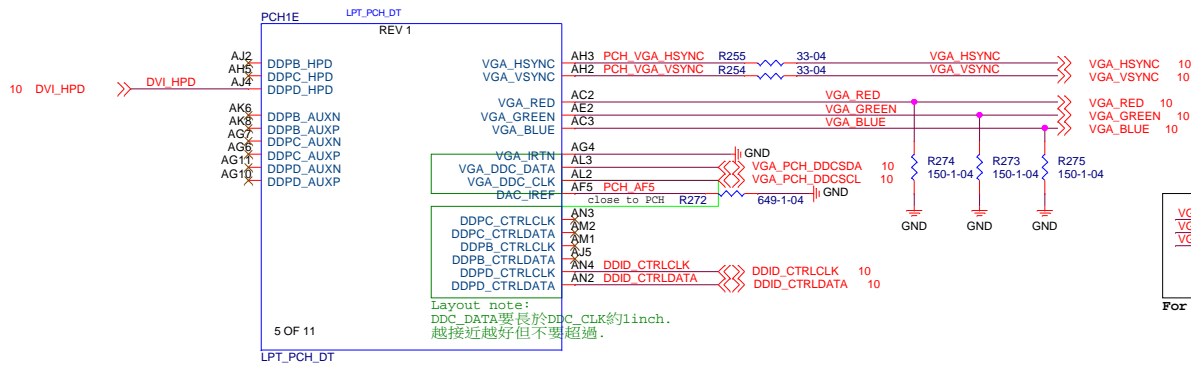 PCH1E
LPT_PCH_DT
REV 1
AJ2 DDPB_HPD
AH5 DDPC_HPD
10 DVI_HPD DVI_HPD AJ4 DDPD_HPD
AK6 DDPB_AUXN
AK8 DDPB_AUXP
AG7 DDPC_AUXN
AG6 DDPC_AUXP
AG11 DDPD_AUXN
AG10 DDPD_AUXP
VGA_HSYNC AH3 PCH_VGA_HSYNC R255 33-04 VGA_HSYNC VGA_HSYNC 10
VGA_VSYNC AH2 PCH_VGA_VSYNC R254 33-04 VGA_VSYNC VGA_VSYNC 10
VGA_RED AC2 VGA_RED VGA_RED 10
VGA_GREEN AE2 VGA_GREEN VGA_GREEN 10
VGA_BLUE AC3 VGA_BLUE VGA_BLUE 10
VGA_IRTN AG4 GND
VGA_DDC_DATA AL3 VGA_PCH_DDCSDA 10
VGA_DDC_CLK AL2 VGA_PCH_DDCSCL 10
DAC_IREF AF5 PCH_AF5 GND
close to PCH R272 649-1-04
R274 R273 R275
150-1-04 150-1-04 150-1-04
GND GND GND
DDPC_CTRLCLK AN3
DDPC_CTRLDATA AM2
DDPB_CTRLCLK AM1
DDPB_CTRLDATA AJ5
DDPD_CTRLCLK AN4 DDID_CTRLCLK DDID_CTRLCLK 10
DDPD_CTRLDATA AN2 DDID_CTRLDATA DDID_CTRLDATA 10
Layout note:
DDC_DATA要長於DDC_CLK約1inch.
越接近越好但不要超過.
5 OF 11
LPT_PCH_DT
VG
VG
VG
For